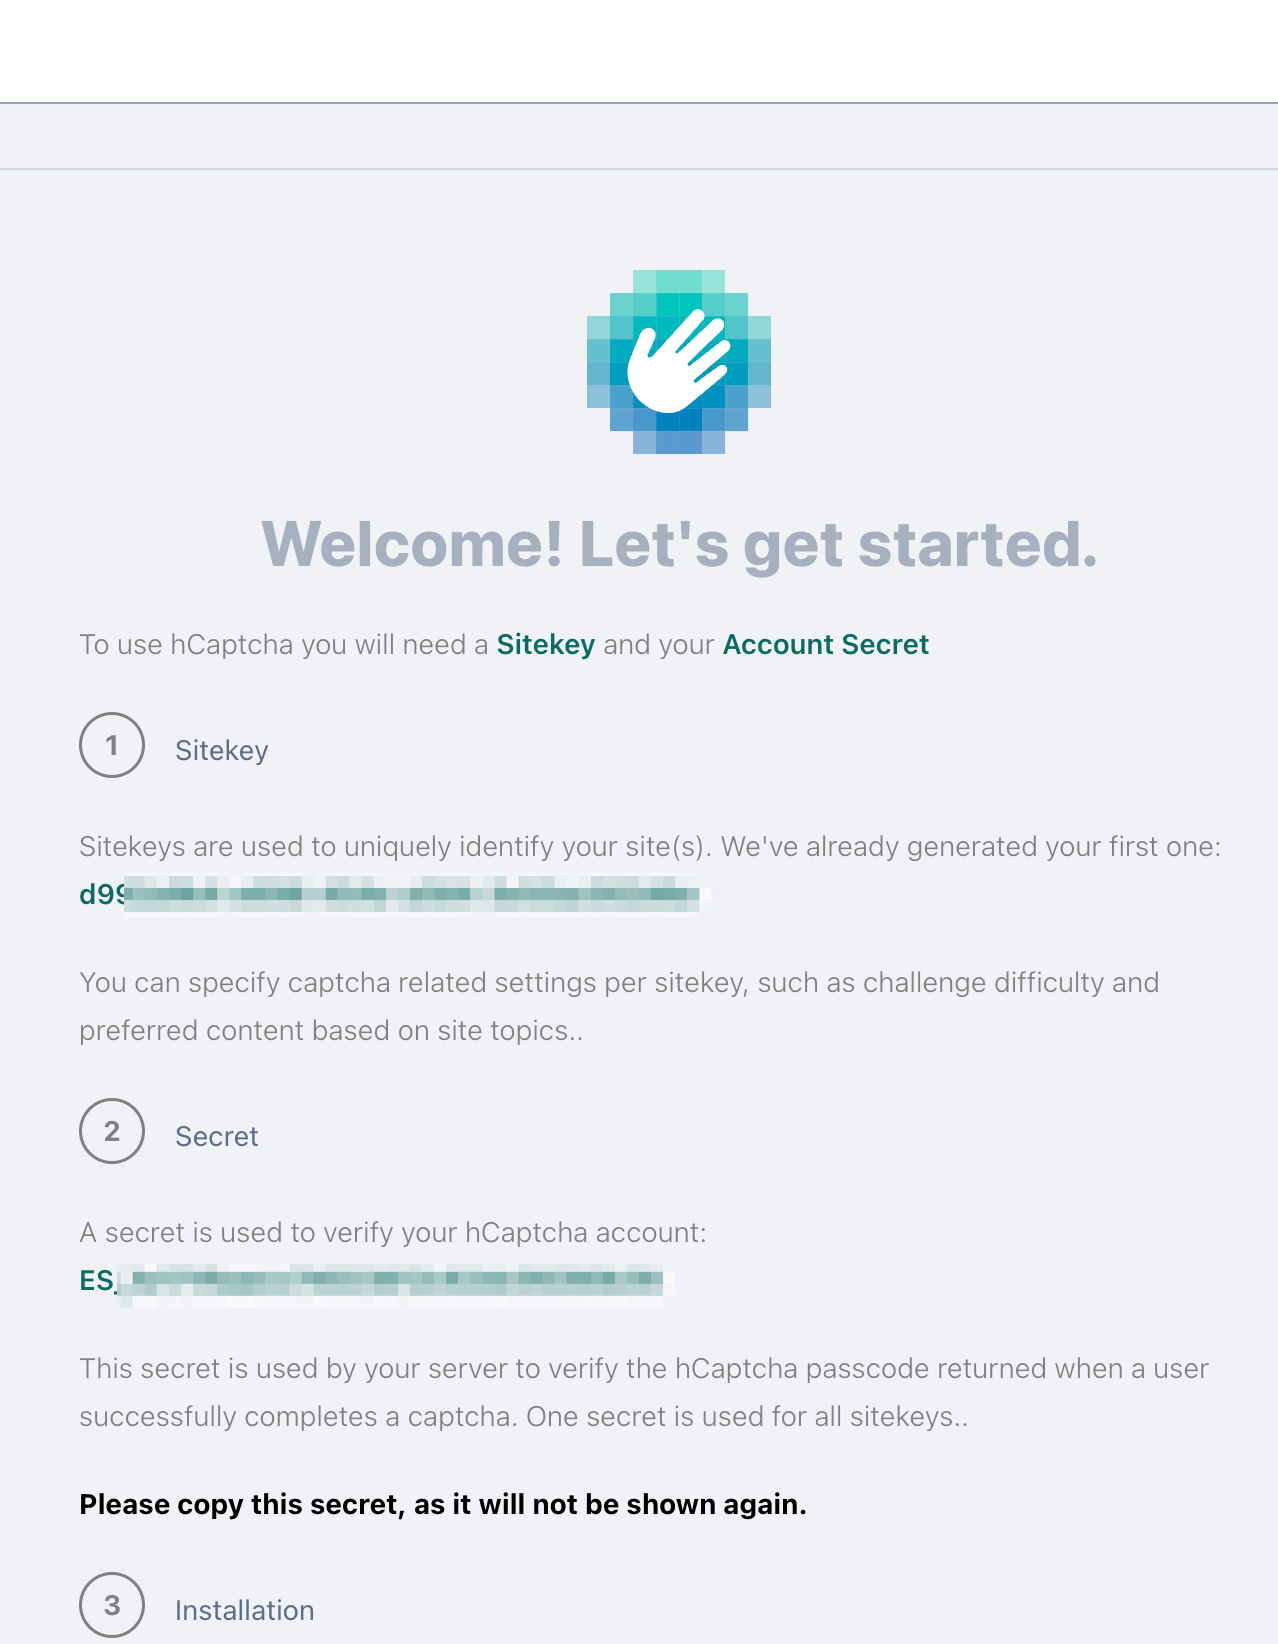 Welcome! Let's get started.
To use hCaptcha you will need a Sitekey and your Account Secret
1 Sitekey
Sitekeys are used to uniquely identify your site(s). We've already generated your first one:
d99
You can specify captcha related settings per sitekey, such as challenge difficulty and
preferred content based on site topics..
2 Secret
A secret is used to verify your hCaptcha account:
ES_
This secret is used by your server to verify the hCaptcha passcode returned when a user
successfully completes a captcha. One secret is used for all sitekeys..
Please copy this secret, as it will not be shown again.
3 Installation